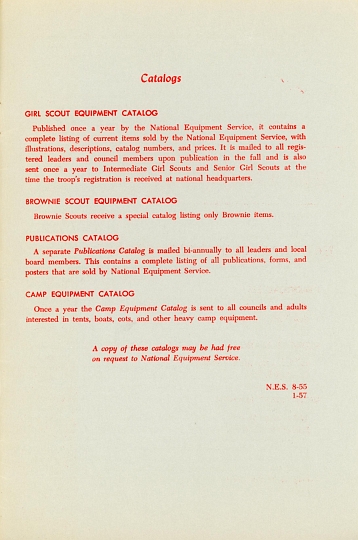 Catalogs
GIRL SCOUT EQUIPMENT CATALOG
Published once a year by the National Equipment Service, it contains a
complete listing of current items sold by the National Equipment Service, with
illustrations, descriptions, catalog numbers, and prices. It is mailed to all regis-
tered leaders and council members upon publication in the fall and is also
sent once a year to Intermediate Girl Scouts and Senior Girl Scouts at the
time the troop's registration is received at national headquarters.
BROWNIE SCOUT EQUIPMENT CATALOG
Brownie Scouts receive a special catalog listing only Brownie items.
PUBLICATIONS CATALOG
A separate Publications Catalog is mailed bi-annually to all leaders and local
board members. This contains a complete listing of all publications, forms, and
posters that are sold by National Equipment Service.
CAMP EQUIPMENT CATALOG
Once a year the Camp Equipment Catalog is sent to all councils and adults
interested in tents, boats, cots, and other heavy camp equipment.
A copy of these catalogs may be had free
on request to National Equipment Service.
N.E.S. 8-55
1-57